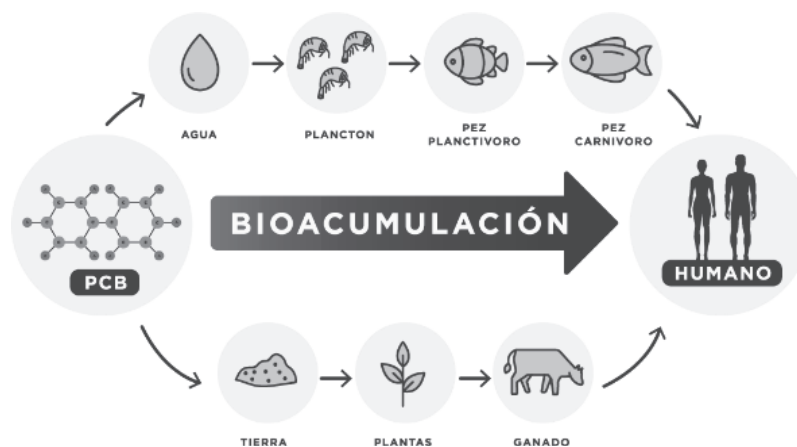 AGUA
PLANCTON
PEZ
PLANCTIVORO
PEZ
CARNIVORO
BIOACUMULACIÓN
PCB
HUMANO
TIERRA
PLANTAS
GANADO